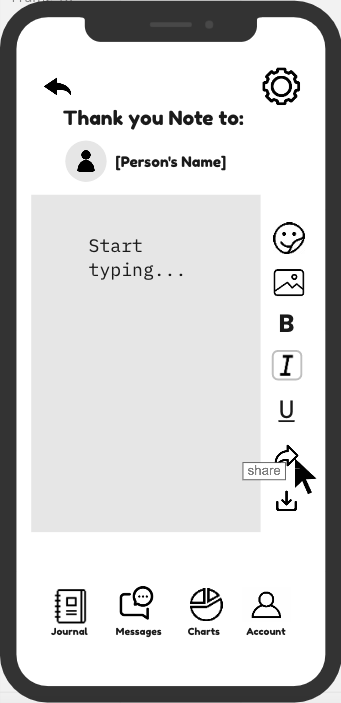 Thank you Note to:
[Person's Name]
Start
typing...
B
I
U
share
Journal
Messages
Charts
Account